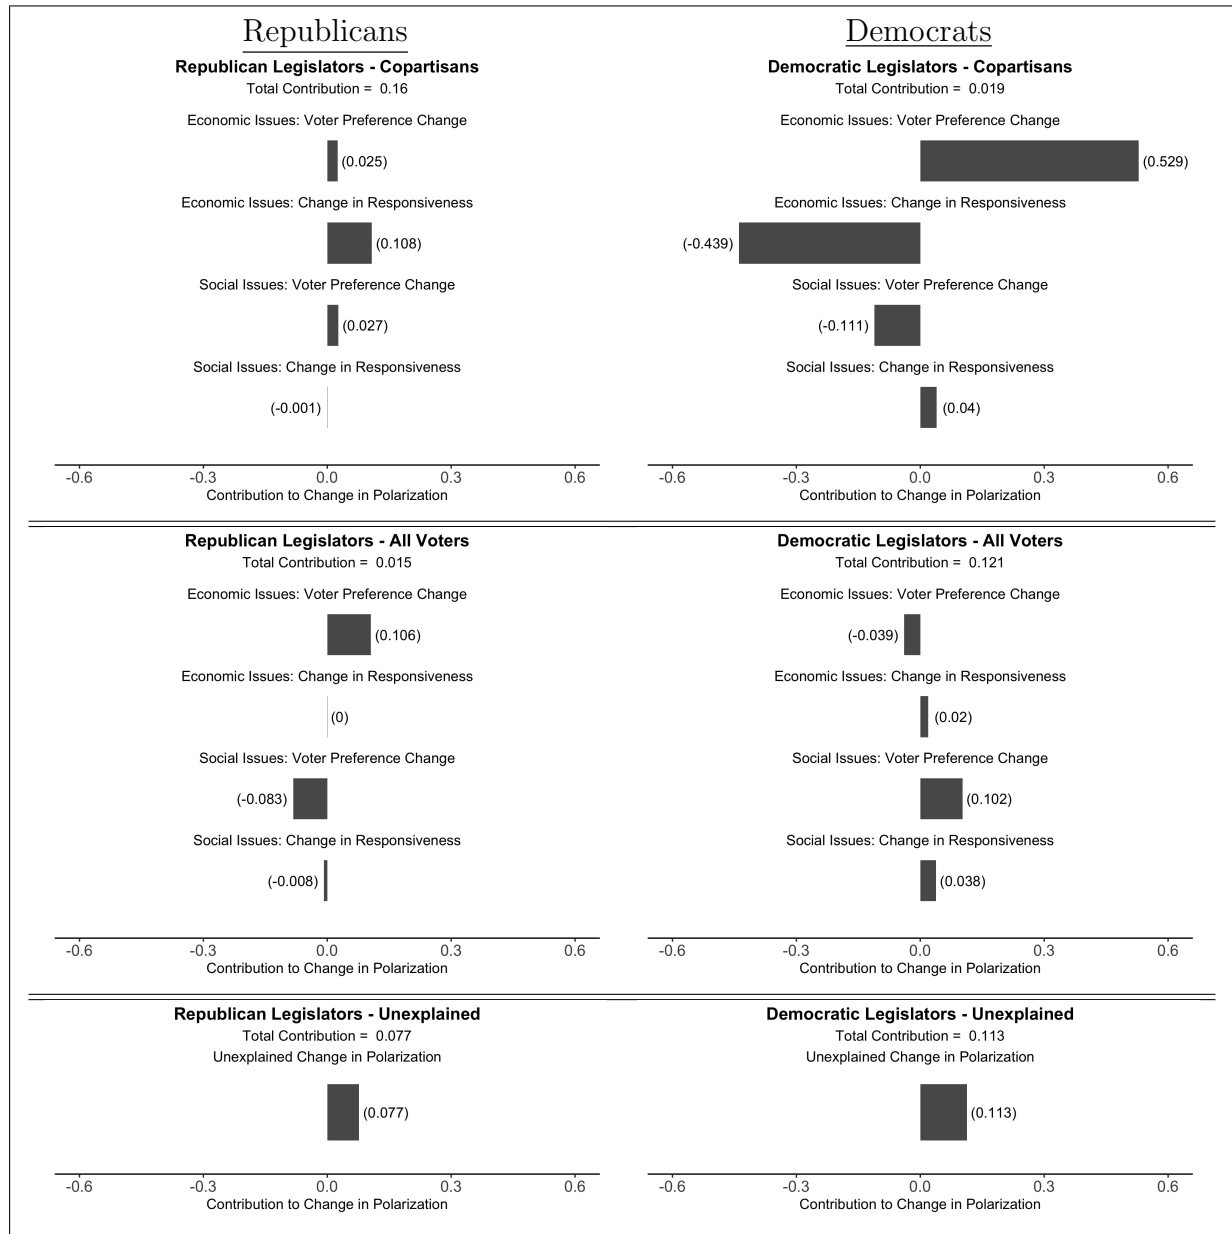 Republicans
Republican Legislators - Copartisans
Total Contribution = 0.16
Economic Issues: Voter Preference Change
(0.025)
Economic Issues: Change in Responsiveness
(0.108)
Social Issues: Voter Preference Change
(0.027)
Social Issues: Change in Responsiveness
(-0.001)
-0.6 -0.3 0.0 0.3 0.6
Contribution to Change in Polarization
Democrats
Democratic Legislators - Copartisans
Total Contribution = 0.019
Economic Issues: Voter Preference Change
(0.529)
Economic Issues: Change in Responsiveness
(-0.439)
Social Issues: Voter Preference Change
(-0.111)
Social Issues: Change in Responsiveness
(0.04)
-0.6 -0.3 0.0 0.3 0.6
Contribution to Change in Polarization
Republican Legislators - All Voters
Total Contribution = 0.015
Economic Issues: Voter Preference Change
(0.106)
Economic Issues: Change in Responsiveness
(0)
Social Issues: Voter Preference Change
(-0.083)
Social Issues: Change in Responsiveness
(-0.008)
-0.6 -0.3 0.0 0.3 0.6
Contribution to Change in Polarization
Democratic Legislators - All Voters
Total Contribution = 0.121
Economic Issues: Voter Preference Change
(-0.039)
Economic Issues: Change in Responsiveness
(0.02)
Social Issues: Voter Preference Change
(0.102)
Social Issues: Change in Responsiveness
(0.038)
-0.6 -0.3 0.0 0.3 0.6
Contribution to Change in Polarization
Republican Legislators - Unexplained
Total Contribution = 0.077
Unexplained Change in Polarization
(0.077)
-0.6 -0.3 0.0 0.3 0.6
Contribution to Change in Polarization
Democratic Legislators - Unexplained
Total Contribution = 0.113
Unexplained Change in Polarization
(0.113)
-0.6 -0.3 0.0 0.3 0.6
Contribution to Change in Polarization